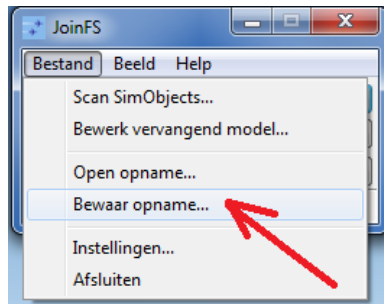 JoinFS
Bestand Beeld Help
Scan SimObjects...
Bewerk vervangend model...
Open opname...
Bewaar opname...
Instellingen...
Afsluiten